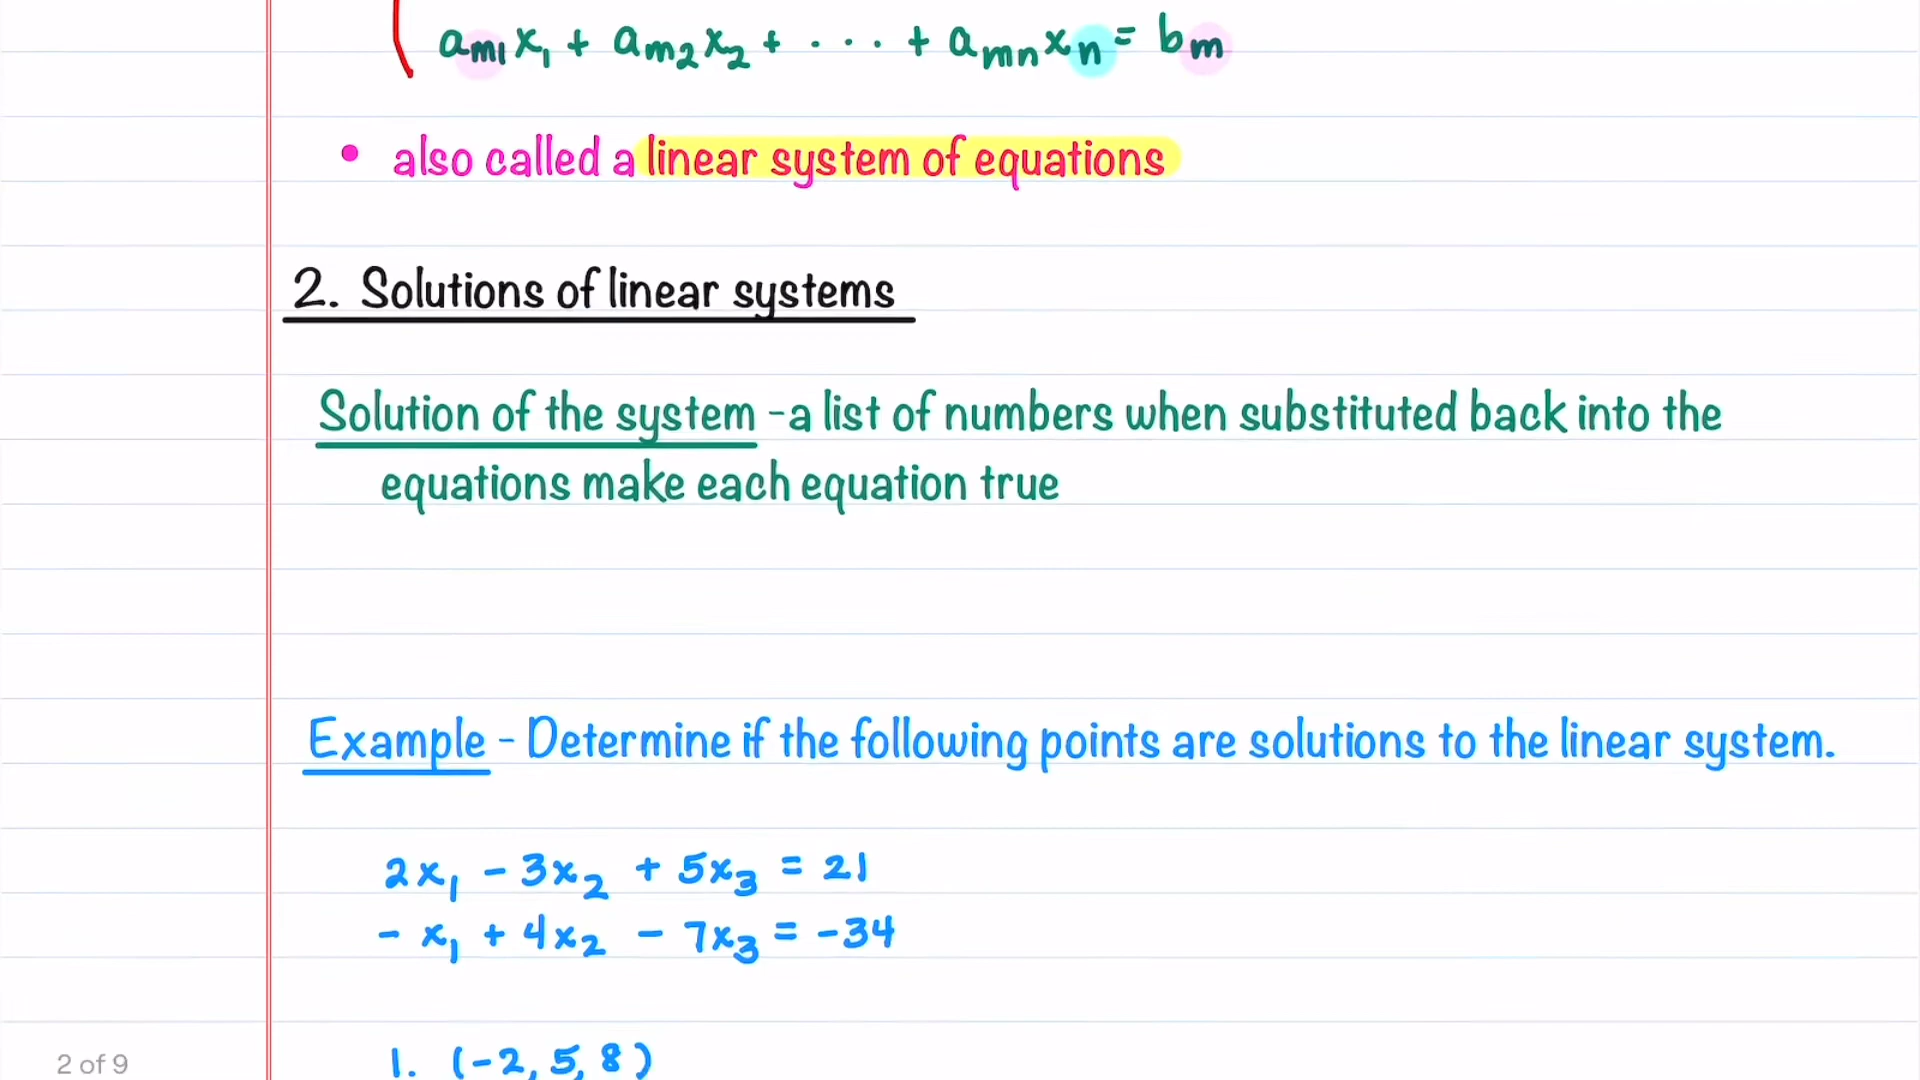 aₘ₁x₁ + aₘ₂x₂ + . . . + aₘₙxₙ = bₘ
• also called a linear system of equations
2. Solutions of linear systems
Solution of the system - a list of numbers when substituted back into the
equations make each equation true
Example - Determine if the following points are solutions to the linear system.
2x₁ - 3x₂ + 5x₃ = 21
- x₁ + 4x₂ - 7x₃ = -34
1. (-2, 5, 8)
2 of 9